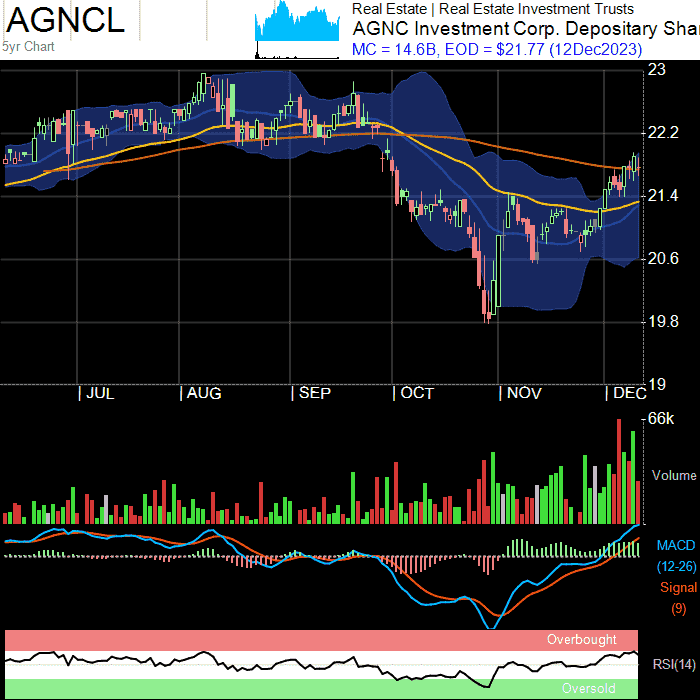 AGNCL
5yr Chart
Real Estate | Real Estate Investment Trusts
AGNC Investment Corp. Depositary Shar
MC = 14.6B, EOD = $21.77 (12Dec2023)
23
22.2
21.4
20.6
19.8
19
| JUL
| AUG
| SEP
| OCT
| NOV
| DEC
66k
Volume
MACD
(12-26)
Signal
(9)
Overbought
RSI(14)
Oversold